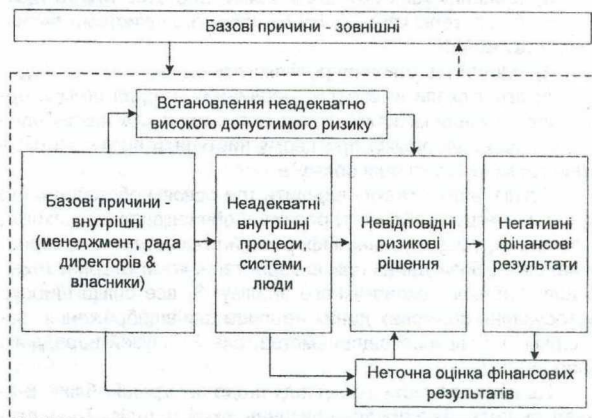 Базові причини - зовнішні
Встановлення неадекватно
високого допустимого ризику
Базові причини -
внутрішні
(менеджмент, рада
директорів &
власники)
Неадекватні
внутрішні
процеси,
системи,
люди
Невідповідні
ризикові
рішення
Негативні
фінансові
результати
Неточна оцінка фінансових
результатів